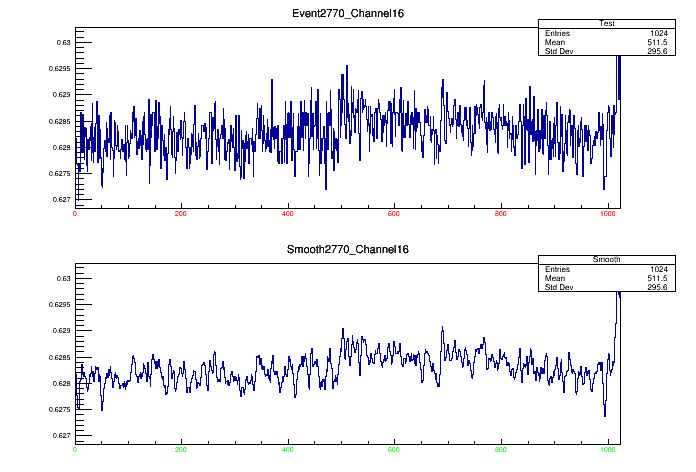 Event2770_Channel16
Test
Entries 1024
Mean 511.5
Std Dev 295.6
0.63
0.6295
0.629
0.6285
0.628
0.6275
0.627
0 200 400 600 800 1000
Smooth2770_Channel16
Smooth
Entries 1024
Mean 511.5
Std Dev 295.6
0.63
0.6295
0.629
0.6285
0.628
0.6275
0.627
0 200 400 600 800 1000